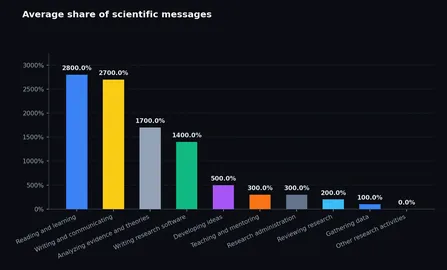 Average share of scientific messages
3000%
2500%
2000%
1500%
1000%
500%
0%
2800.0%
2700.0%
1700.0%
1400.0%
500.0%
300.0%
300.0%
200.0%
100.0%
0.0%
Reading and learning
Writing and communicating
Analyzing evidence and theories
Writing research software
Developing ideas
Teaching and mentoring
Research administration
Reviewing research
Gathering data
Other research activities